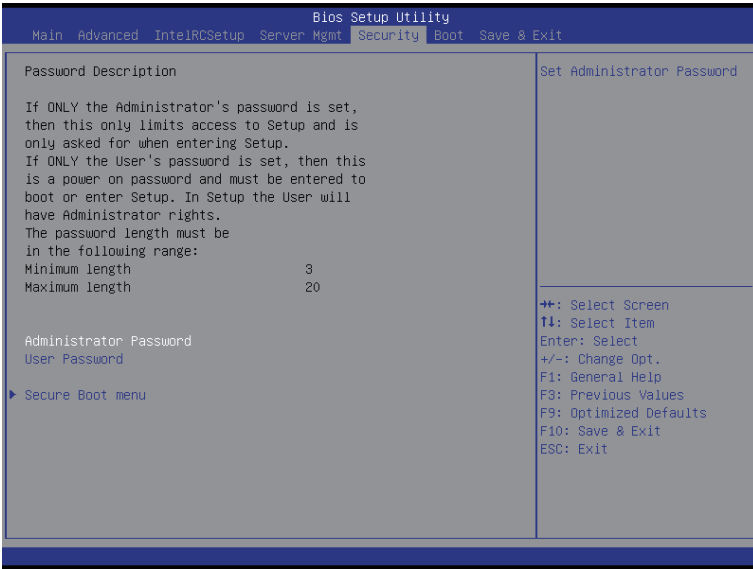 Bios Setup Utility
Main Advanced IntelRCSetup Server Mgmt Security Boot Save & Exit
Password Description
If ONLY the Administrator's password is set,
then this only limits access to Setup and is
only asked for when entering Setup.
If ONLY the User's password is set, then this
is a power on password and must be entered to
boot or enter Setup. In Setup the User will
have Administrator rights.
The password length must be
in the following range:
Minimum length 3
Maximum length 20
Administrator Password
User Password
Secure Boot menu
Set Administrator Password
→←: Select Screen
↑↓: Select Item
Enter: Select
+/-: Change Opt.
F1: General Help
F3: Previous Values
F9: Optimized Defaults
F10: Save & Exit
ESC: Exit